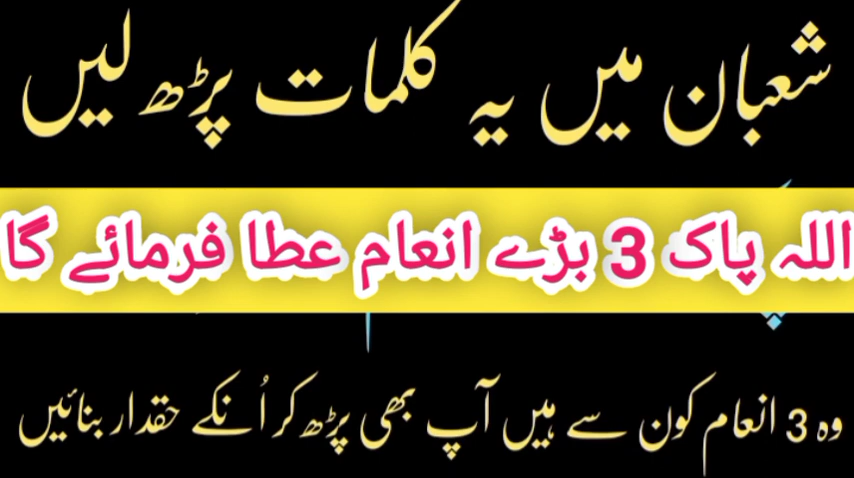 شعبان میں یہ کلمات پڑھ لیں
اللہ پاک 3 بڑے انعام عطا فرمائے گا
وہ 3 انعام کون سے ہیں آپ بھی پڑھ کر اُنکے حقدار بنائیں